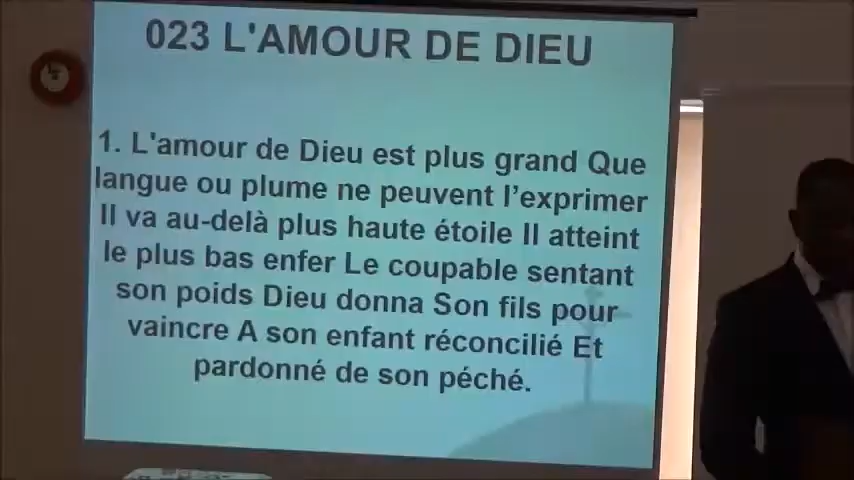 023 L'AMOUR DE DIEU
1. L'amour de Dieu est plus grand Que
langue ou plume ne peuvent l’exprimer
Il va au-delà plus haute étoile Il atteint
le plus bas enfer Le coupable sentant
son poids Dieu donna Son fils pour
vaincre A son enfant réconcilié Et
pardonné de son péché.